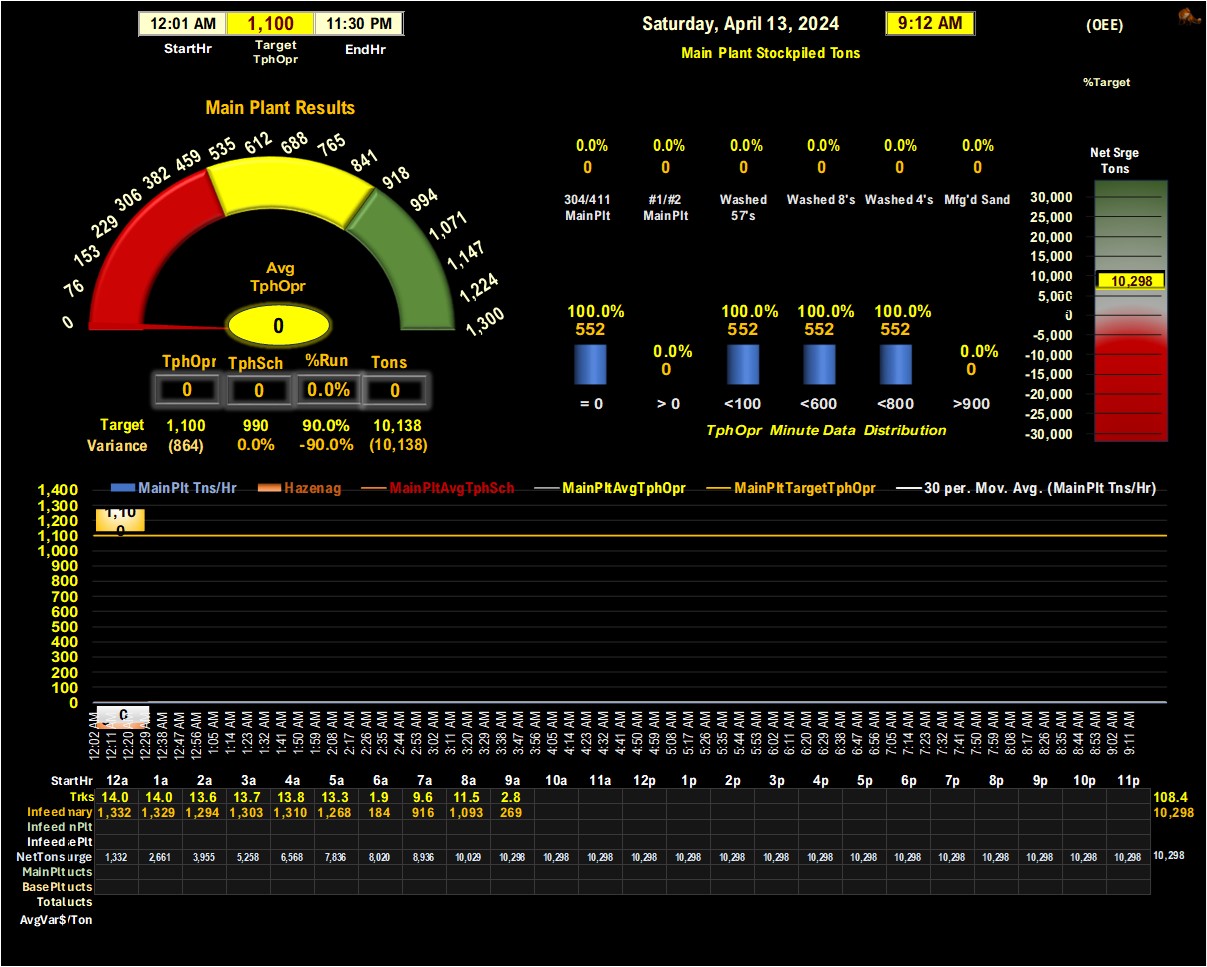 12:01 AM 1,100 11:30 PM
StartHr Target TphOpr EndHr
Saturday, April 13, 2024 9:12 AM (OEE)
Main Plant Stockpiled Tons
%Target
Main Plant Results
0 76 153 229 306 382 459 535 612 688 765 841 918 994 1,071 1,147 1,224 1,300
Avg
TphOpr
0
TphOpr TphSch %Run Tons
0 0 0.0% 0
Target 1,100 990 90.0% 10,138
Variance (864) 0.0% -90.0% (10,138)
0.0% 0.0% 0.0% 0.0% 0.0% 0.0%
0 0 0 0 0 0
304/411 #1/#2 Washed Washed 8's Washed 4's Mfg'd Sand
MainPlt MainPlt 57's
100.0% 0.0% 100.0% 100.0% 100.0% 0.0%
552 0 552 552 552 0
= 0 > 0 <100 <600 <800 >900
TphOpr Minute Data Distribution
Net Srge
Tons
30,000
25,000
20,000
15,000
10,000
10,298
5,000
0
-5,000
-10,000
-15,000
-20,000
-25,000
-30,000
MainPlt Tns/Hr Hazenag MainPltAvgTphSch MainPltAvgTphOpr MainPltTargetTphOpr 30 per. Mov. Avg. (MainPlt Tns/Hr)
1,400
1,300
1,200
1,100
1,000
900
800
700
600
500
400
300
200
100
0
1,10
0
0
12:02 AM 12:11 AM 12:20 AM 12:29 AM 12:38 AM 12:47 AM 12:56 AM 1:05 AM 1:14 AM 1:23 AM 1:32 AM 1:41 AM 1:50 AM 1:59 AM 2:08 AM 2:17 AM 2:26 AM 2:35 AM 2:44 AM 2:53 AM 3:02 AM 3:11 AM 3:20 AM 3:29 AM 3:38 AM 3:47 AM 3:56 AM 4:05 AM 4:14 AM 4:23 AM 4:32 AM 4:41 AM 4:50 AM 4:59 AM 5:08 AM 5:17 AM 5:26 AM 5:35 AM 5:44 AM 5:53 AM 6:02 AM 6:11 AM 6:20 AM 6:29 AM 6:38 AM 6:47 AM 6:56 AM 7:05 AM 7:14 AM 7:23 AM 7:32 AM 7:41 AM 7:50 AM 7:59 AM 8:08 AM 8:17 AM 8:26 AM 8:35 AM 8:44 AM 8:53 AM 9:02 AM 9:11 AM
StartHr 12a 1a 2a 3a 4a 5a 6a 7a 8a 9a 10a 11a 12p 1p 2p 3p 4p 5p 6p 7p 8p 9p 10p 11p
Trks 14.0 14.0 13.6 13.7 13.8 13.3 1.9 9.6 11.5 2.8 108.4
Infeed mary 1,332 1,329 1,294 1,303 1,310 1,268 184 916 1,093 269 10,298
Infeed nPlt
Infeed ePlt
NetTons urge 1,332 2,661 3,955 5,258 6,568 7,836 8,020 8,936 10,029 10,298 10,298 10,298 10,298 10,298 10,298 10,298 10,298 10,298 10,298 10,298 10,298 10,298 10,298 10,298 10,298
MainPlt ucts
BasePlt ucts
Total ucts
AvgVar$/Ton